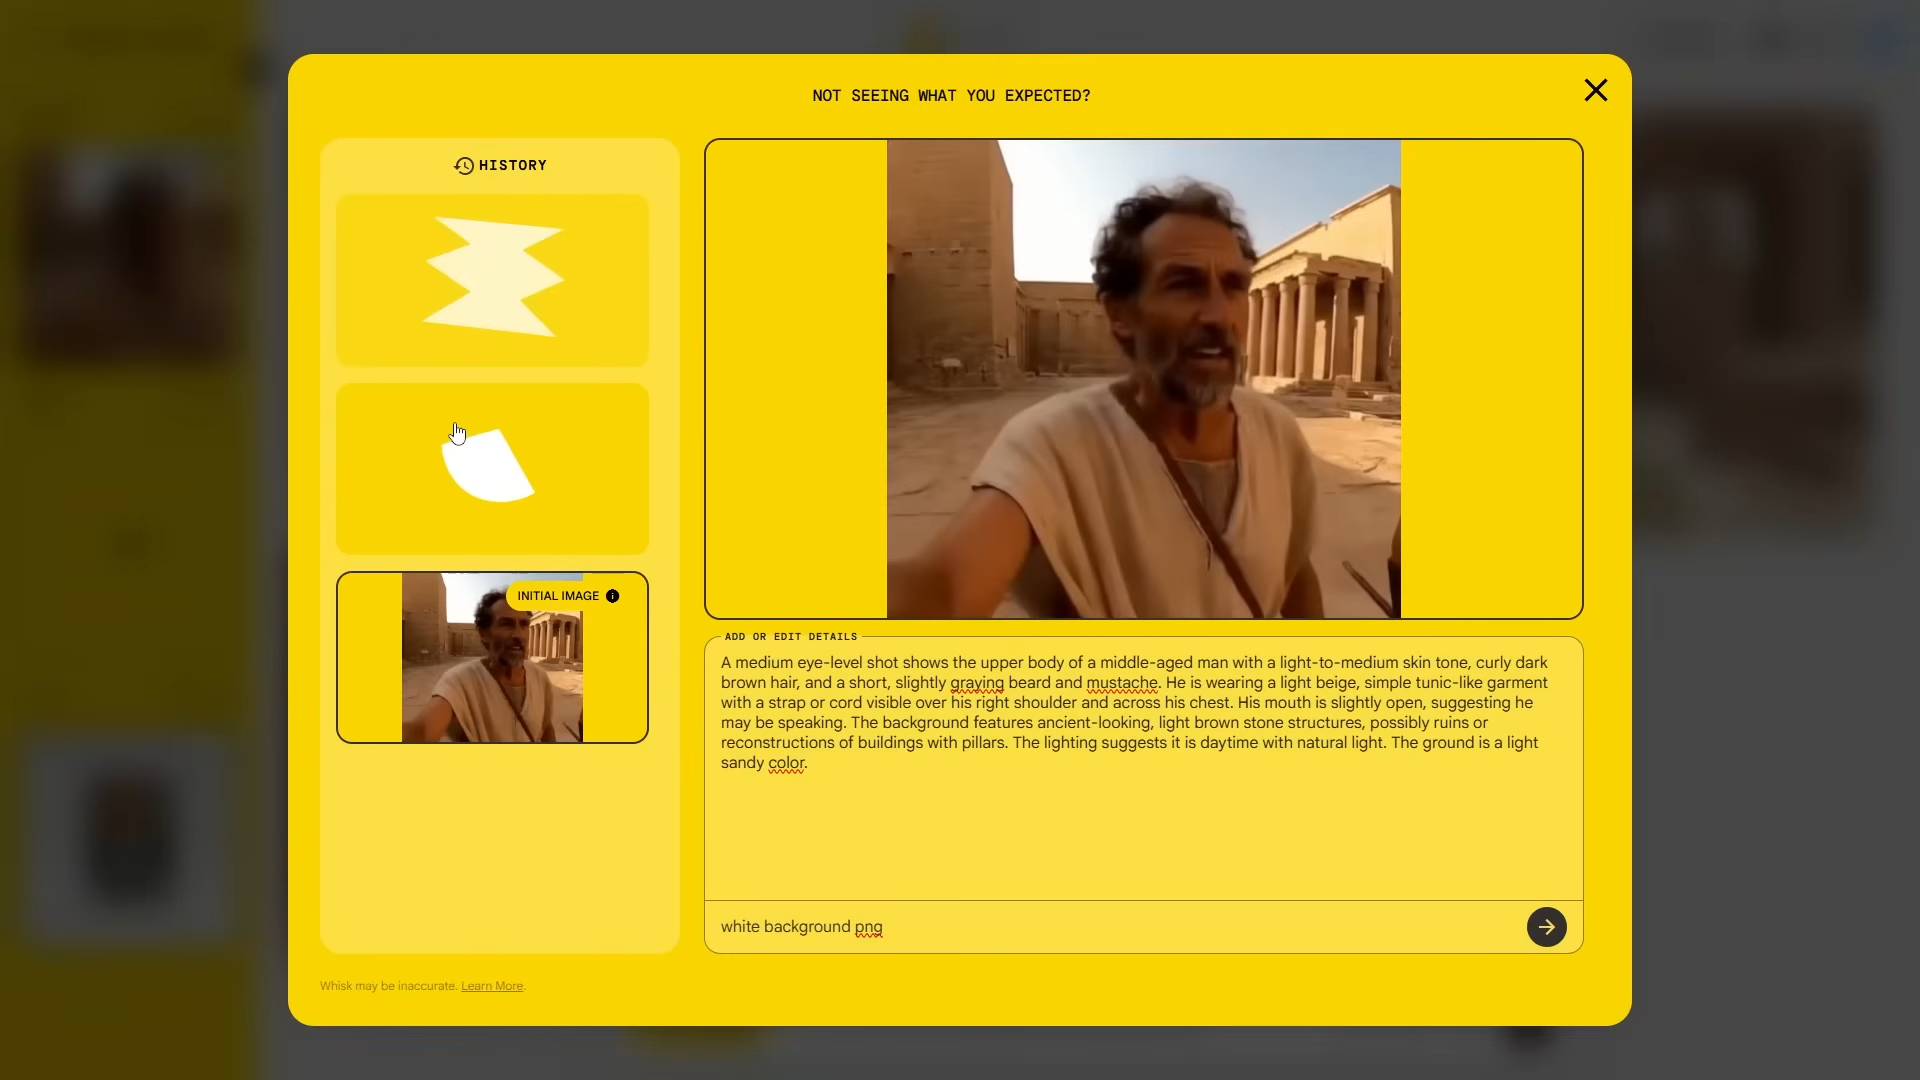 NOT SEEING WHAT YOU EXPECTED?
HISTORY
INITIAL IMAGE
ADD OR EDIT DETAILS
A medium eye-level shot shows the upper body of a middle-aged man with a light-to-medium skin tone, curly dark
brown hair, and a short, slightly graying beard and mustache. He is wearing a light beige, simple tunic-like garment
with a strap or cord visible over his right shoulder and across his chest. His mouth is slightly open, suggesting he
may be speaking. The background features ancient-looking, light brown stone structures, possibly ruins or
reconstructions of buildings with pillars. The lighting suggests it is daytime with natural light. The ground is a light
sandy color.
white background png
Whisk may be inaccurate. Learn More.